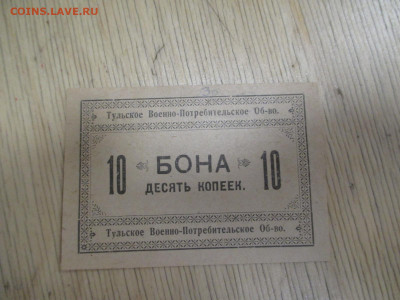 COINS.LAVE.RU
Тульское Военно-Потребительское Об-во.
10 БОНА 10
ДЕСЯТЬ КОПЕЕК.
Тульское Военно-Потребительское Об-во.